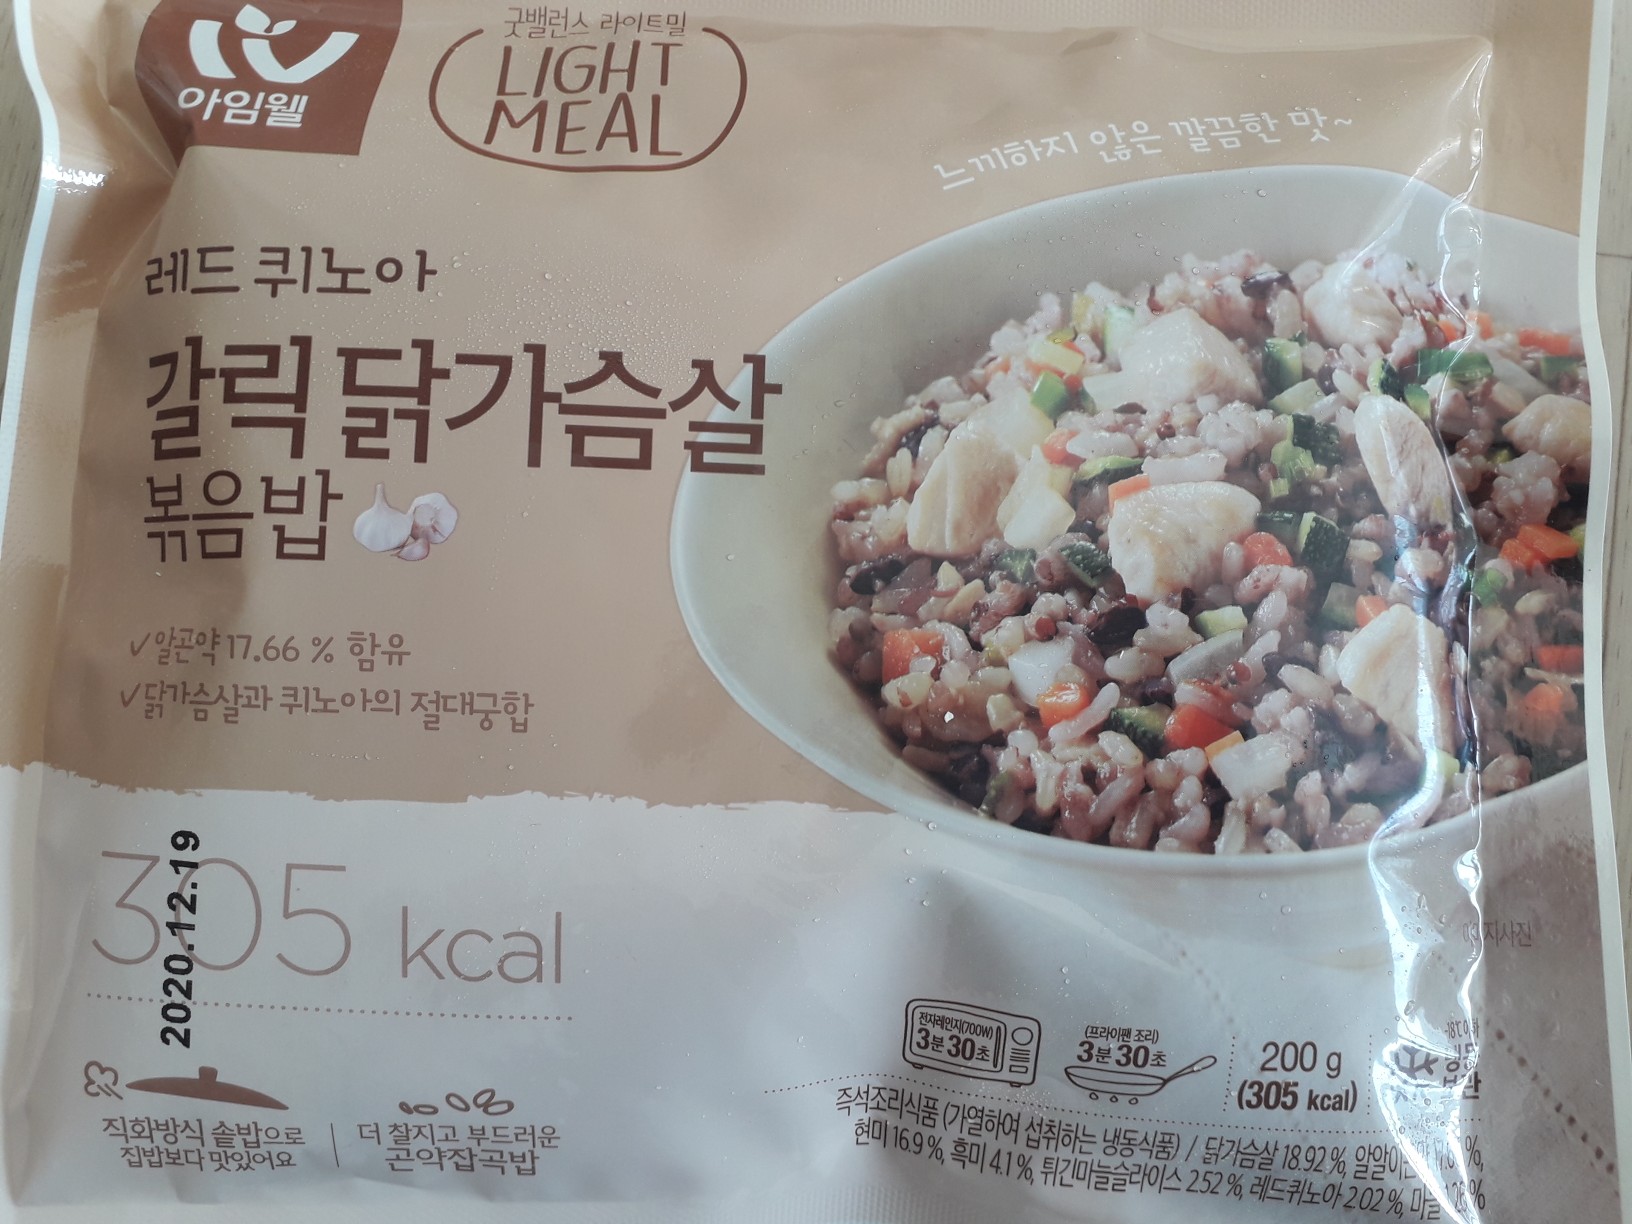 아임웰
굿밸런스 라이트밀
LIGHT
MEAL
느끼하지 않은 깔끔한 맛~
레드 퀴노아
갈릭 닭가슴살
볶음밥
✓알곤약 17.66 % 함유
✓닭가슴살과 퀴노아의 절대궁합
305 kcal
2020.12.19
직화방식 솥밥으로
집밥보다 맛있어요
더 찰지고 부드러운
곤약잡곡밥
전자레인지(700W)
3분 30초
(프라이팬 조리)
3분 30초
200 g
(305 kcal)
즉석조리식품 (가열하여 섭취하는 냉동식품) / 닭가슴살 18.92 %,
현미 16.9 %, 흑미 4.1 %, 튀긴마늘슬라이스 2.52 %, 레드퀴노아 2.02 %,